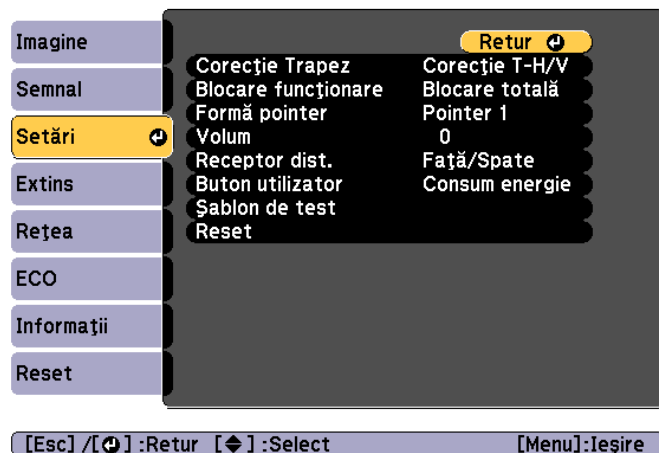 Imagine
Semnal
Setări
Extins
Reţea
ECO
Informaţii
Reset
Retur
Corecţie Trapez Corecţie T-H/V
Blocare funcţionare Blocare totală
Formă pointer Pointer 1
Volum 0
Receptor dist. Faţă/Spate
Buton utilizator Consum energie
Şablon de test
Reset
[Esc] /[ ] :Retur [ ] :Select [Menu]:Ieşire